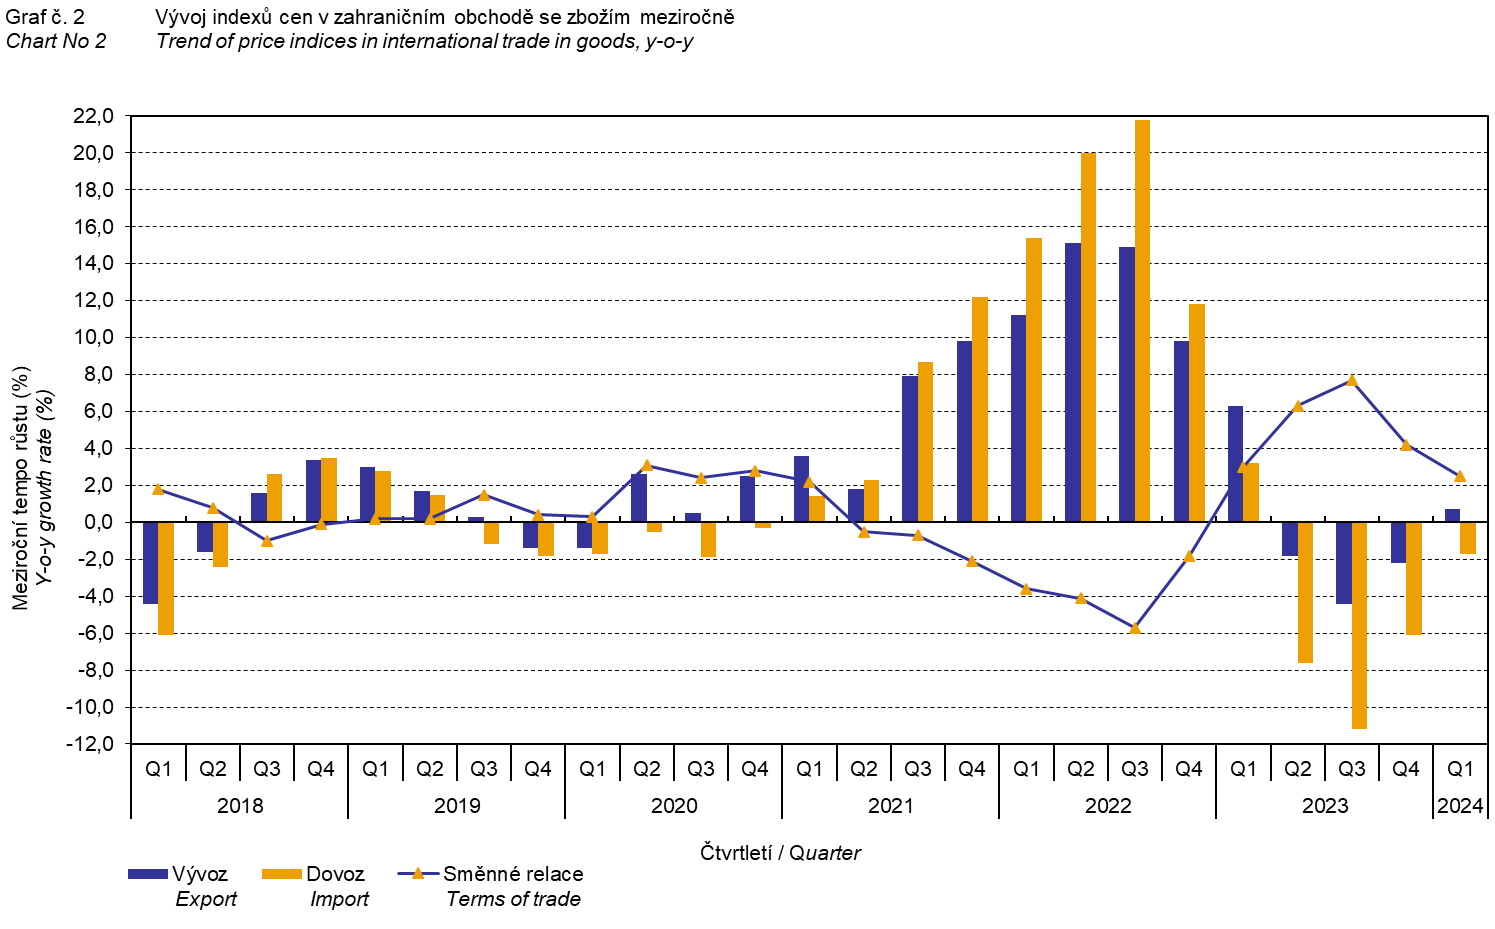 Graf č. 2 Vývoj indexů cen v zahraničním obchodě se zbožím meziročně
Chart No 2 Trend of price indices in international trade in goods, y-o-y
Meziroční tempo růstu (%)
Y-o-y growth rate (%)
22,0
20,0
18,0
16,0
14,0
12,0
10,0
8,0
6,0
4,0
2,0
0,0
-2,0
-4,0
-6,0
-8,0
-10,0
-12,0
Q1 Q2 Q3 Q4 Q1 Q2 Q3 Q4 Q1 Q2 Q3 Q4 Q1 Q2 Q3 Q4 Q1 Q2 Q3 Q4 Q1 Q2 Q3 Q4 Q1
2018 2019 2020 2021 2022 2023 2024
Čtvrtletí / Quarter
Vývoz Dovoz Směnné relace
Export Import Terms of trade